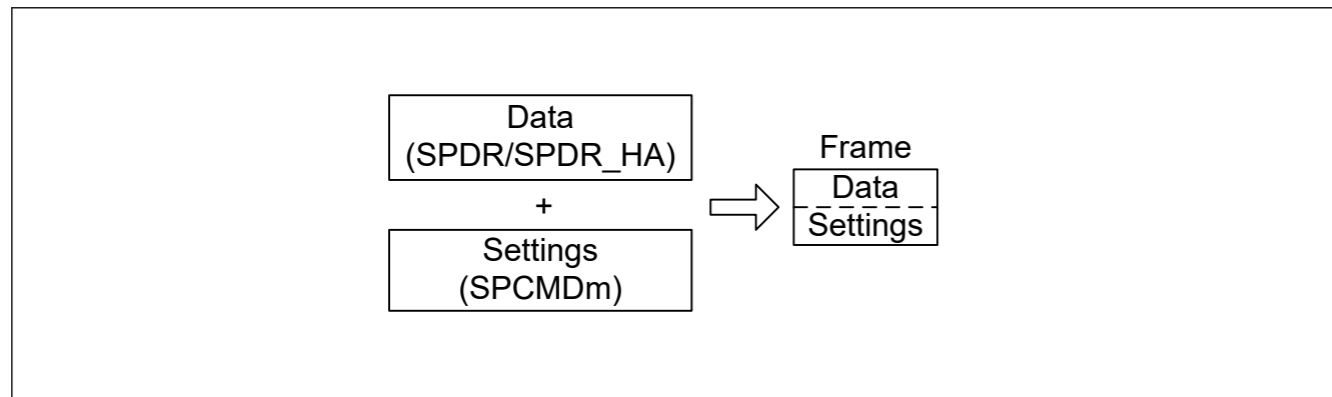 Data
(SPDR/SPDR_HA)
+
Settings
(SPCMDm)
Frame
Data
Settings